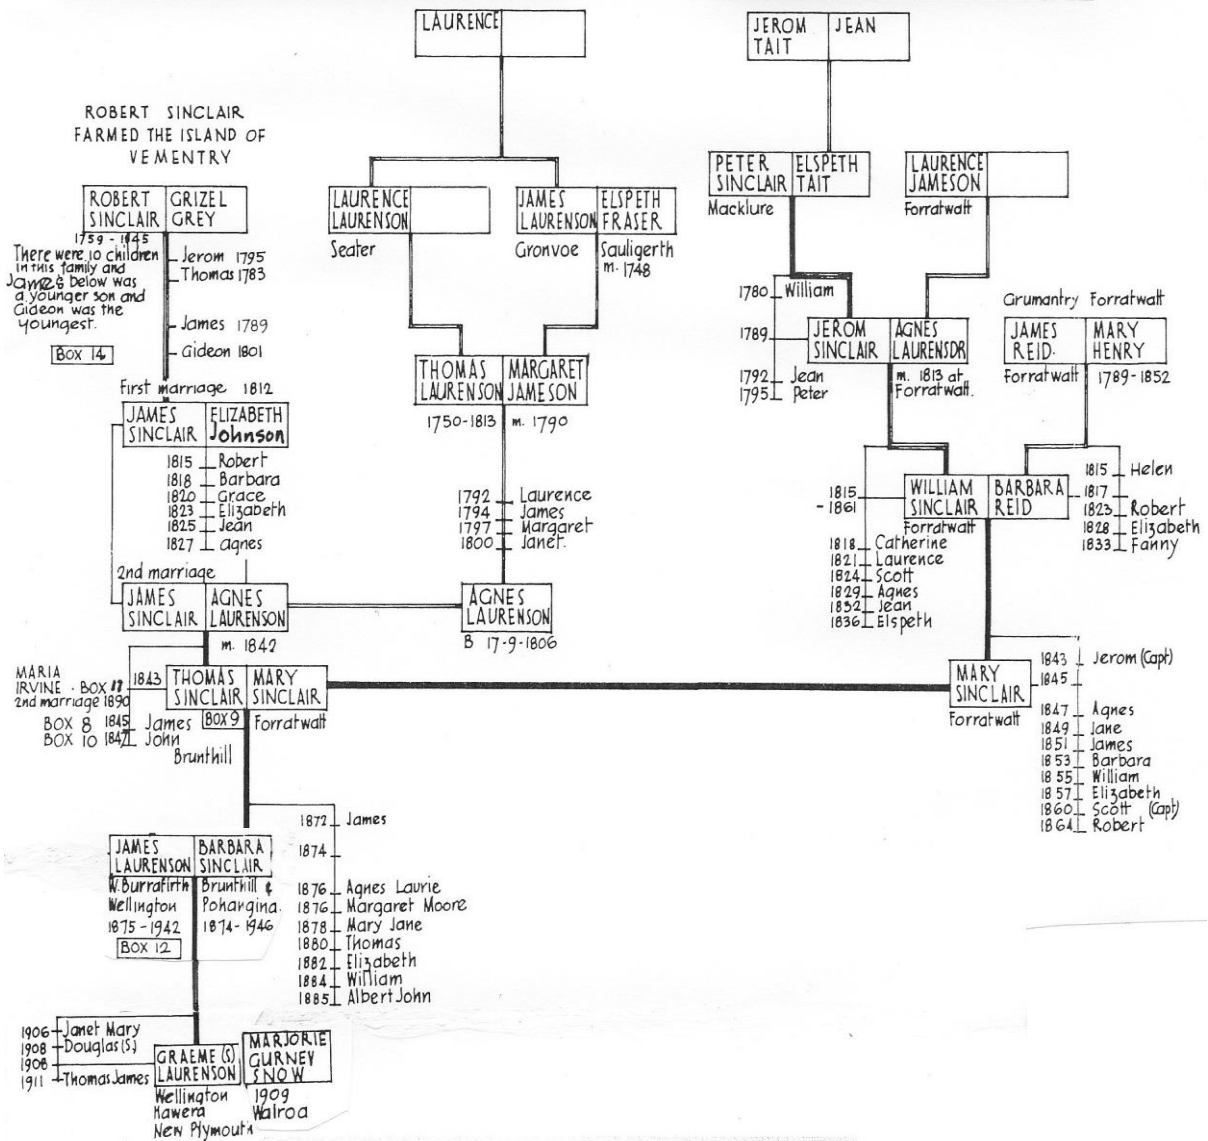 LAURENCE
JEROM TAIT
JEAN
ROBERT SINCLAIR
FARMED THE ISLAND OF
VEMENTRY
ROBERT SINCLAIR
GRIZEL GREY
1759-1845
There were 10 children
in this family and
James below was
a younger son and
Gideon was the
youngest.
BOX 14
Jerom 1795
Thomas 1783
James 1789
Gideon 1801
LAURENCE LAURENSON
Seater
JAMES LAURENSON
ELSPETH FRASER
Gronvoe
Sauligerth
m. 1748
PETER SINCLAIR
ELSPETH TAIT
Macklure
LAURENCE JAMESON
Forratwatt
1780 William
1789
1792 Jean
1795 Peter
JEROM SINCLAIR
AGNES LAURENSDR
m. 1813 at
Forratwatt.
Grumantry Forratwatt
JAMES REID.
MARY HENRY
Forratwatt
1789-1852
First marriage 1812
JAMES SINCLAIR
ELIZABETH Johnson
1815 Robert
1818 Barbara
1820 Grace
1823 Elizabeth
1825 Jean
1827 agnes
THOMAS LAURENSON
MARGARET JAMESON
1750-1813
m. 1790
1792 Laurence
1794 James
1797 Margaret
1800 Janet.
1815
-1861
WILLIAM SINCLAIR
BARBARA REID
Forratwatt
1818 Catherine
1821 Laurence
1824 Scott
1829 Agnes
1832 Jean
1836 Elspeth
1815 Helen
1817
1823 Robert
1828 Elizabeth
1833 Fanny
2nd marriage
JAMES SINCLAIR
AGNES LAURENSON
m. 1842
AGNES LAURENSON
B 17-9-1806
MARIA
IRVINE - BOX 17
2nd marriage 1890
1843
THOMAS SINCLAIR
MARY SINCLAIR
BOX 9
Forratwatt
BOX 8 1845 James
BOX 10 1847 John
Brunthill
MARY SINCLAIR
Forratwatt
1843 Jerom (Capt)
1845
1847 Agnes
1849 Jane
1851 James
1853 Barbara
1855 William
1857 Elizabeth
1860 Scott (Capt)
1864 Robert
1872 James
1874
1876 Agnes Laurie
1876 Margaret Moore
1878 Mary Jane
1880 Thomas
1882 Elizabeth
1884 William
1885 Albert John
JAMES LAURENSON
BARBARA SINCLAIR
W. Burrafirth
Wellington
1875-1942
BOX 12
Brunthill &
Pohangina.
1874-1946
1906 Janet Mary
1908 Douglas (S.)
1908
1911 Thomas James
GRAEME (S) LAURENSON
MARJORIE GURNEY SNOW
Wellington
Hawera
New Plymouth
1909
Wairoa